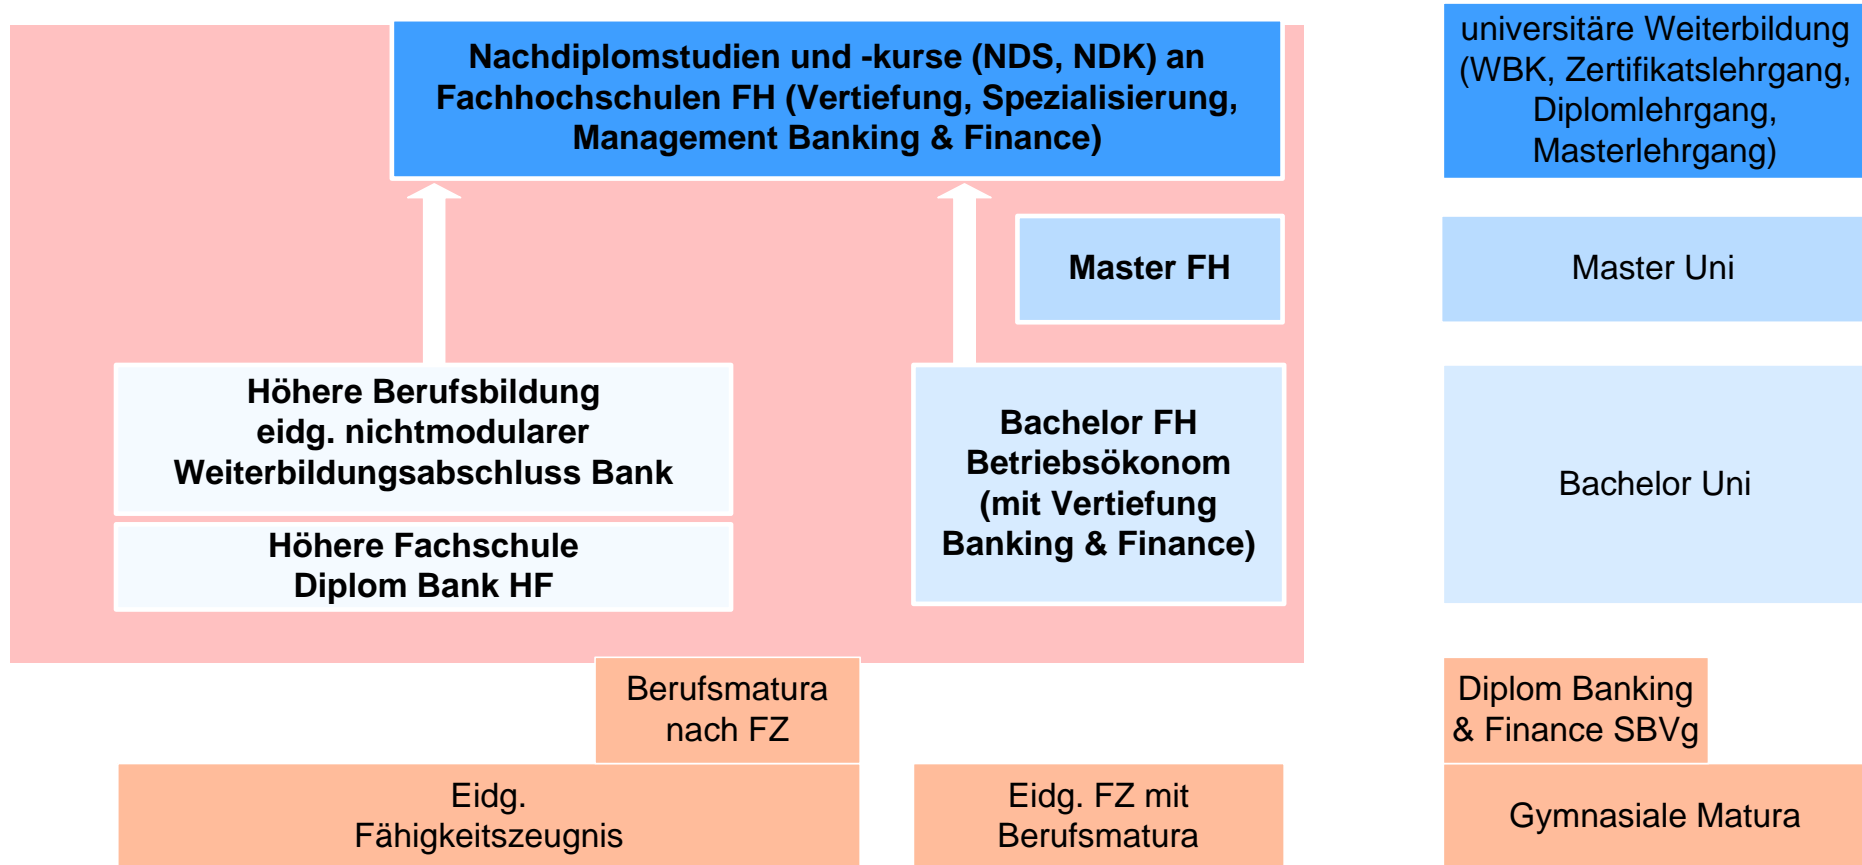 Nachdiplomstudien und -kurse (NDS, NDK) an
Fachhochschulen FH (Vertiefung, Spezialisierung,
Management Banking & Finance)
universitäre Weiterbildung
(WBK, Zertifikatslehrgang,
Diplomlehrgang,
Masterlehrgang)
Master FH
Master Uni
Höhere Berufsbildung
eidg. nichtmodularer
Weiterbildungsabschluss Bank
Höhere Fachschule
Diplom Bank HF
Bachelor FH
Betriebsökonom
(mit Vertiefung
Banking & Finance)
Bachelor Uni
Berufsmatura
nach FZ
Diplom Banking
& Finance SBVg
Eidg.
Fähigkeitszeugnis
Eidg. FZ mit
Berufsmatura
Gymnasiale Matura